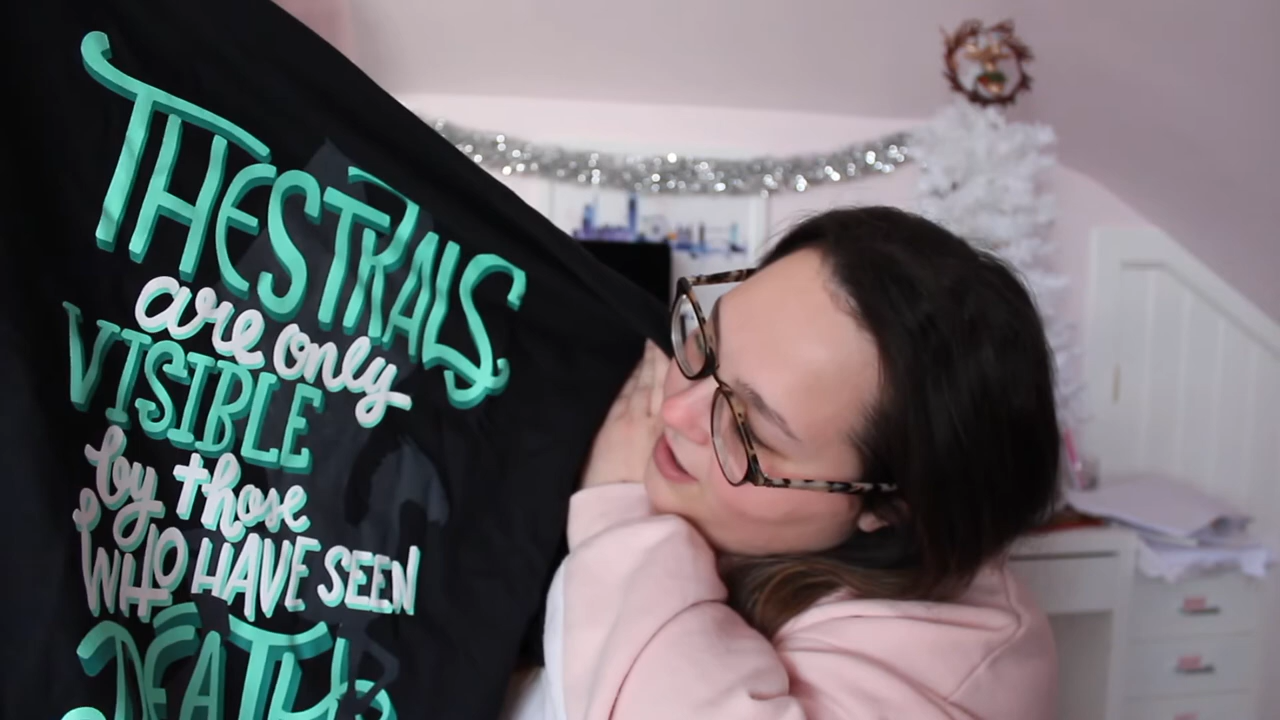 THESTRALS
are only
VISIBLE
by those
WHO HAVE SEEN
DEATH